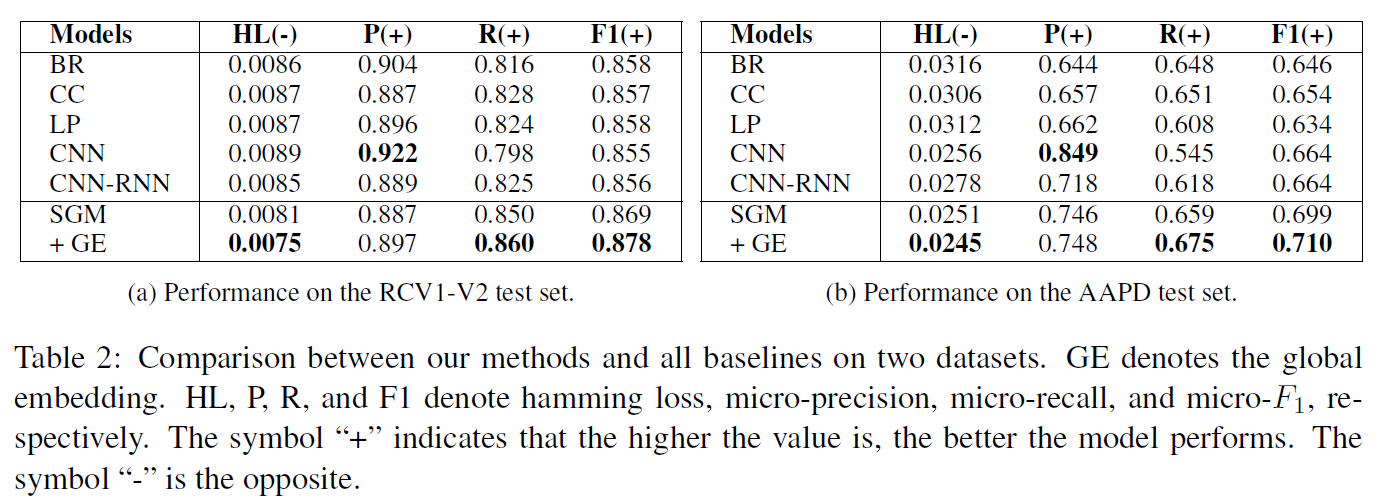 Models HL(-) P(+) R(+) F1(+)
BR 0.0086 0.904 0.816 0.858
CC 0.0087 0.887 0.828 0.857
LP 0.0087 0.896 0.824 0.858
CNN 0.0089 0.922 0.798 0.855
CNN-RNN 0.0085 0.889 0.825 0.856
SGM 0.0081 0.887 0.850 0.869
+ GE 0.0075 0.897 0.860 0.878
(a) Performance on the RCV1-V2 test set.
Models HL(-) P(+) R(+) F1(+)
BR 0.0316 0.644 0.648 0.646
CC 0.0306 0.657 0.651 0.654
LP 0.0312 0.662 0.608 0.634
CNN 0.0256 0.849 0.545 0.664
CNN-RNN 0.0278 0.718 0.618 0.664
SGM 0.0251 0.746 0.659 0.699
+ GE 0.0245 0.748 0.675 0.710
(b) Performance on the AAPD test set.
Table 2: Comparison between our methods and all baselines on two datasets. GE denotes the global
embedding. HL, P, R, and F1 denote hamming loss, micro-precision, micro-recall, and micro-F₁, re-
spectively. The symbol “+” indicates that the higher the value is, the better the model performs. The
symbol “-” is the opposite.